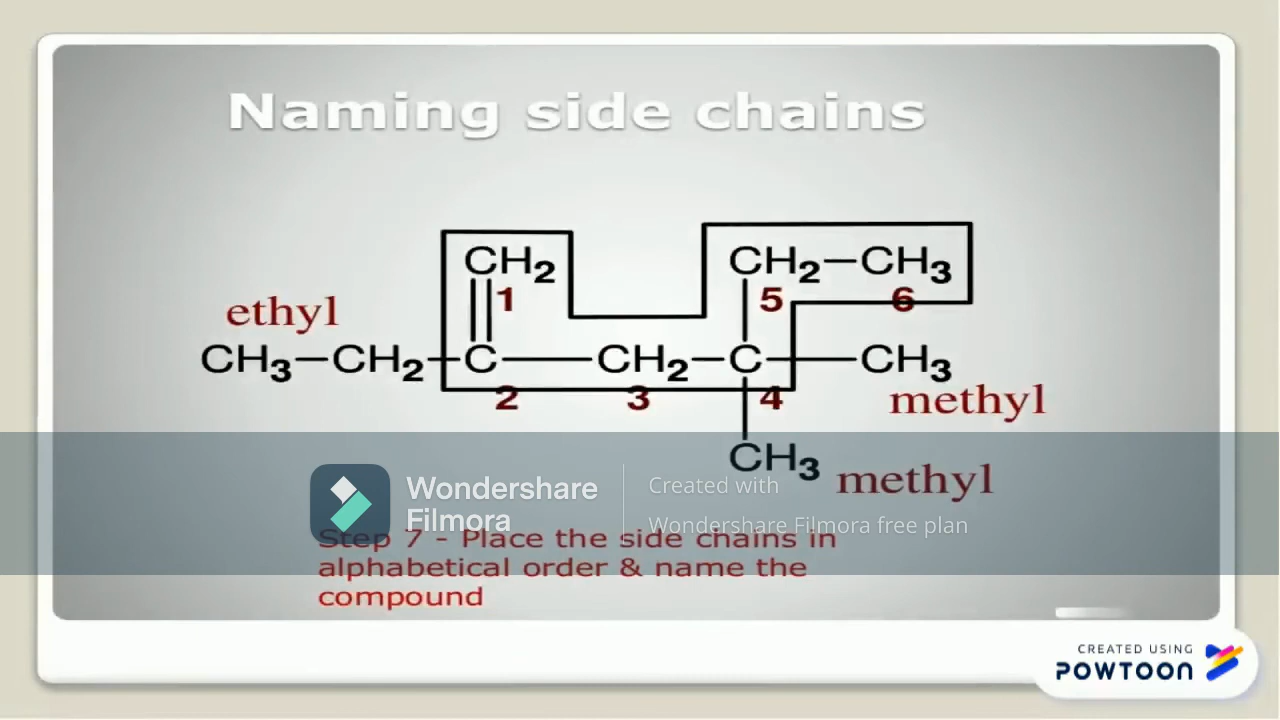 Naming side chains
CH2 CH2–CH3
1 5 6
ethyl
CH3–CH2–C–CH2–C–CH3
2 3 4 methyl
CH3 methyl
Wondershare
Filmora
Created with
Wondershare Filmora free plan
Step 7 - Place the side chains in
alphabetical order & name the
compound
CREATED USING
POWTOON